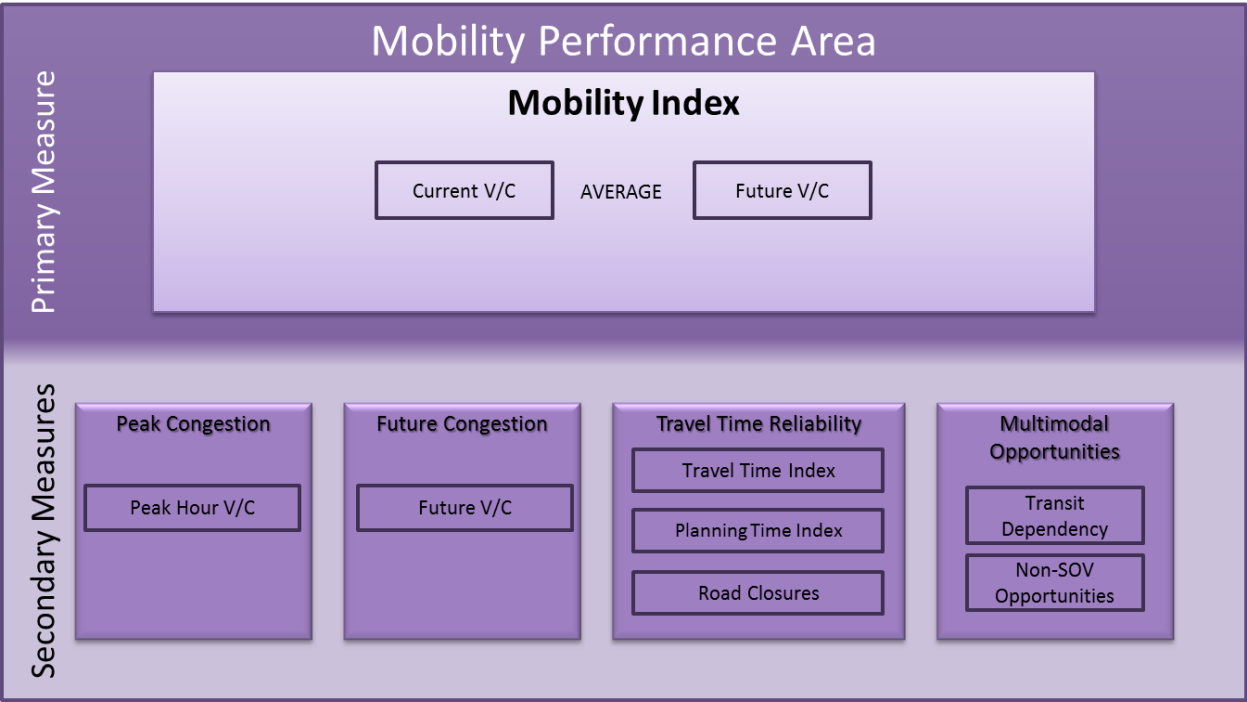 Mobility Performance Area
Primary Measure
Mobility Index
Current V/C
AVERAGE
Future V/C
Secondary Measures
Peak Congestion
Peak Hour V/C
Future Congestion
Future V/C
Travel Time Reliability
Travel Time Index
Planning Time Index
Road Closures
Multimodal
Opportunities
Transit
Dependency
Non-SOV
Opportunities